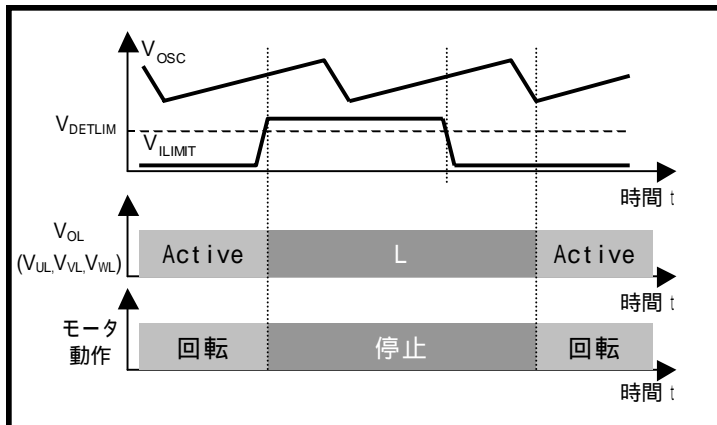 VOSC
VDETLIM
VILIMIT
時間 t
VOL
(VUL,VVL,VWL)
Active L Active
時間 t
モータ
動作
回転 停止 回転
時間 t